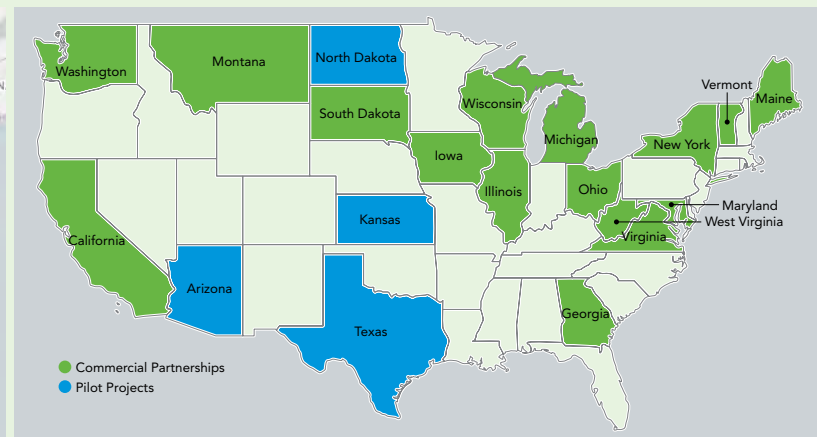 Washington
Montana
North Dakota
South Dakota
Wisconsin
Michigan
Vermont
Maine
New York
Iowa
Illinois
Ohio
Maryland
West Virginia
Virginia
Kansas
California
Arizona
Texas
Georgia
Commercial Partnerships
Pilot Projects